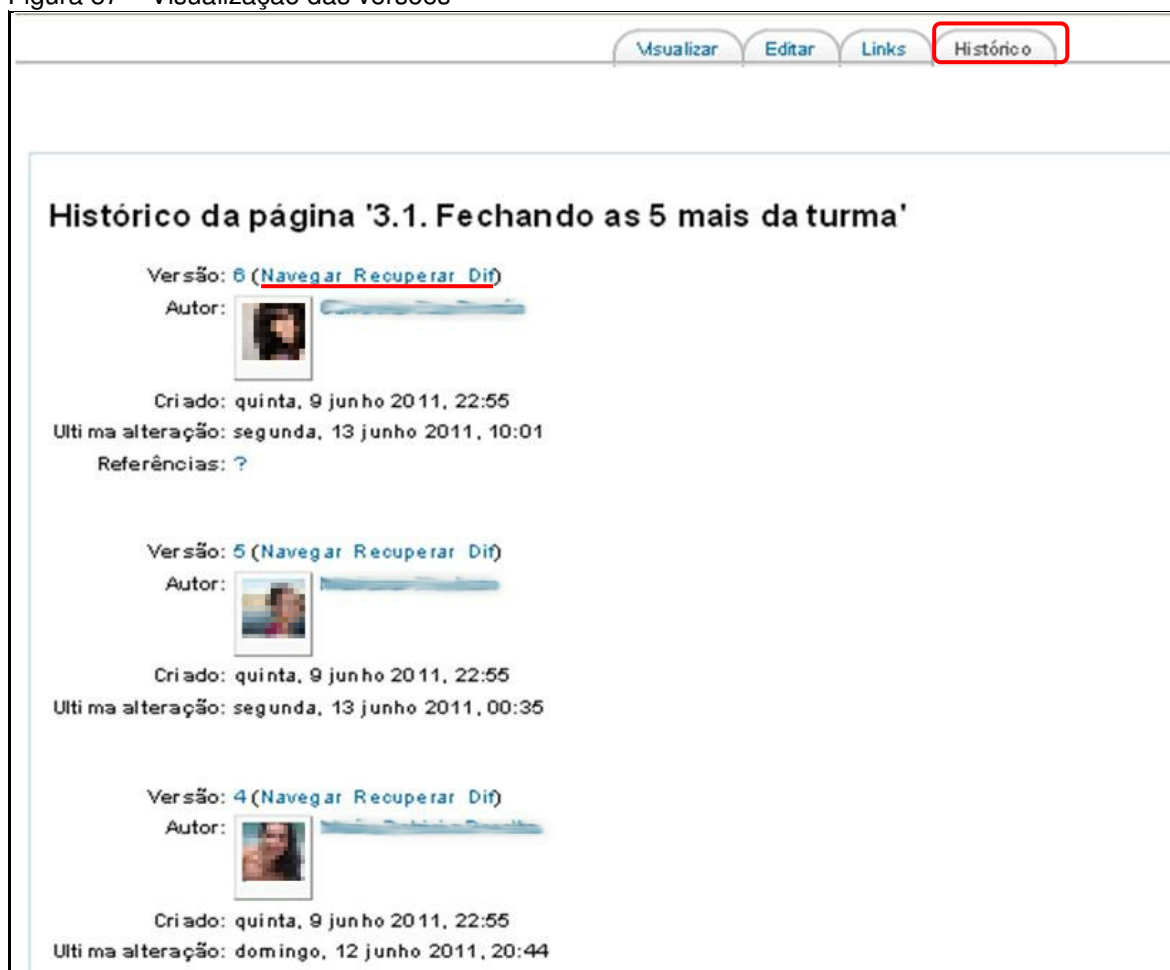 Visualização das versões
Visualizar Editar Links Histórico
Histórico da página '3.1. Fechando as 5 mais da turma'
Versão: 6 (Navegar Recuperar Dif)
Autor:
Criado: quinta, 9 junho 2011, 22:55
Ultima alteração: segunda, 13 junho 2011, 10:01
Referências: ?
Versão: 5 (Navegar Recuperar Dif)
Autor:
Criado: quinta, 9 junho 2011, 22:55
Ultima alteração: segunda, 13 junho 2011, 00:35
Versão: 4 (Navegar Recuperar Dif)
Autor:
Criado: quinta, 9 junho 2011, 22:55
Ultima alteração: domingo, 12 junho 2011, 20:44